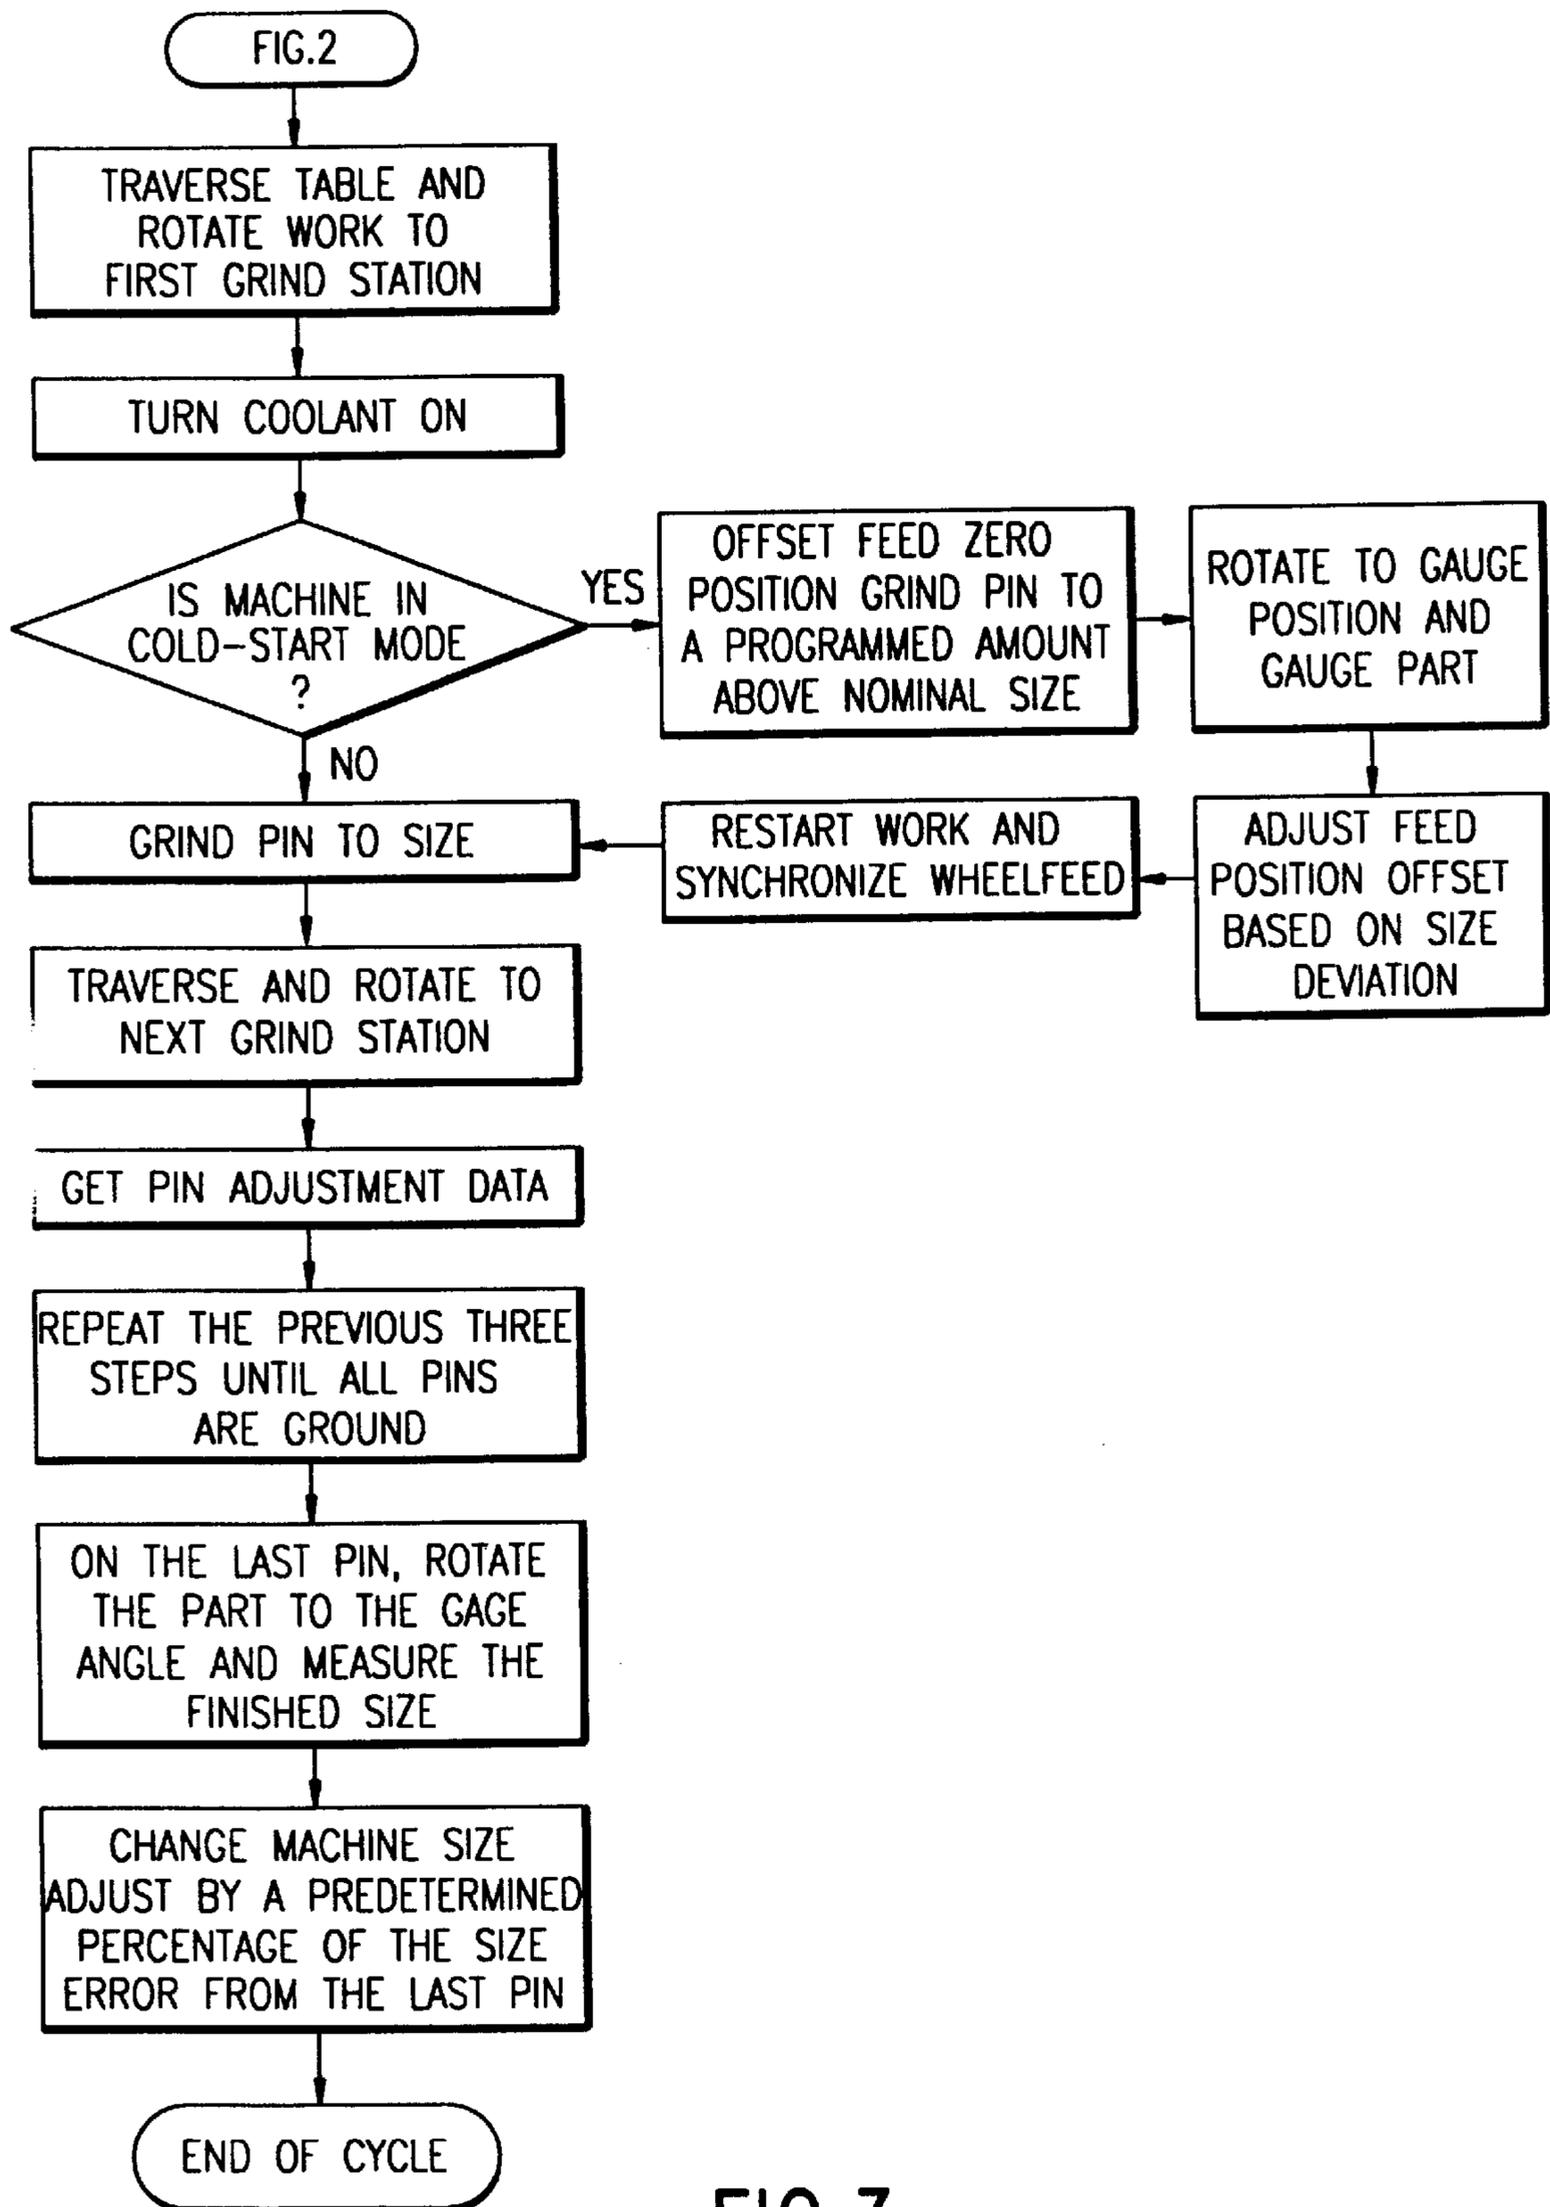 FIG.2
TRAVERSE TABLE AND
ROTATE WORK TO
FIRST GRIND STATION
TURN COOLANT ON
IS MACHINE IN
COLD-START MODE
?
YES
OFFSET FEED ZERO
POSITION GRIND PIN TO
A PROGRAMMED AMOUNT
ABOVE NOMINAL SIZE
ROTATE TO GAUGE
POSITION AND
GAUGE PART
ADJUST FEED
POSITION OFFSET
BASED ON SIZE
DEVIATION
RESTART WORK AND
SYNCHRONIZE WHEELFEED
NO
GRIND PIN TO SIZE
TRAVERSE AND ROTATE TO
NEXT GRIND STATION
GET PIN ADJUSTMENT DATA
REPEAT THE PREVIOUS THREE
STEPS UNTIL ALL PINS
ARE GROUND
ON THE LAST PIN, ROTATE
THE PART TO THE GAGE
ANGLE AND MEASURE THE
FINISHED SIZE
CHANGE MACHINE SIZE
ADJUST BY A PREDETERMINED
PERCENTAGE OF THE SIZE
ERROR FROM THE LAST PIN
END OF CYCLE